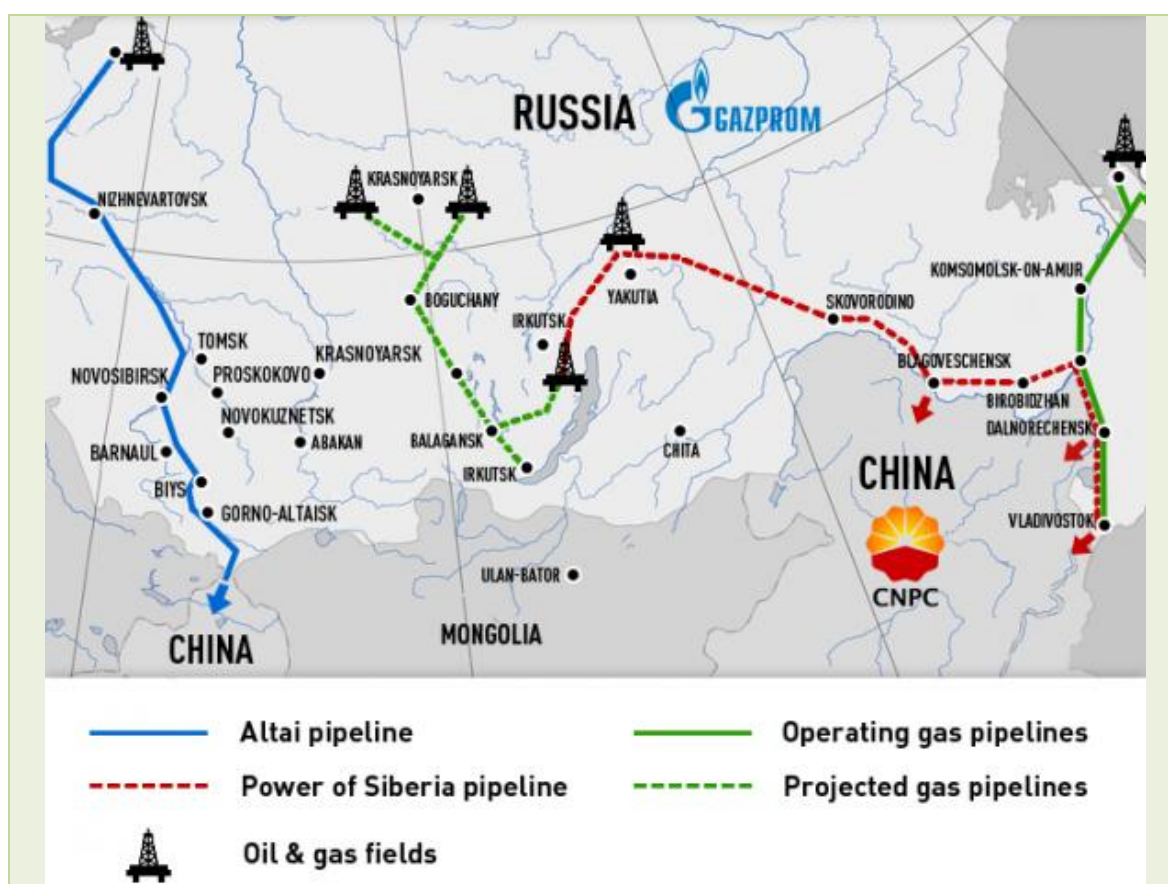 RUSSIA
GAZPROM
KRASNOYARSK
NIZHNEVARTOVSK
KOMSOMOLSK-ON-AMUR
YAKUTIA
BOGUCHANY
SKOVORODINO
IRKUTSK
TOMSK
KRASNOYARSK
BLAGOVESCHENSK
NOVOSIBIRSK
PROSKOKOVO
BIROBIDZHAN
NOVOKUZNETSK
DALNORECHENSK
ABAKAN
BALAGANSK
CHITA
BARNAUL
CHINA
IRKUTSK
BIYS
GORNO-ALTAISK
VLADIVOSTOK
ULAN-BATOR
CNPC
MONGOLIA
CHINA
Altai pipeline
Operating gas pipelines
Power of Siberia pipeline
Projected gas pipelines
Oil & gas fields